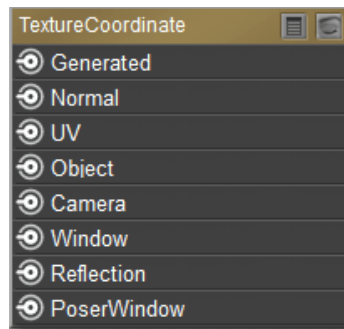 TextureCoordinate
Generated
Normal
UV
Object
Camera
Window
Reflection
PoserWindow